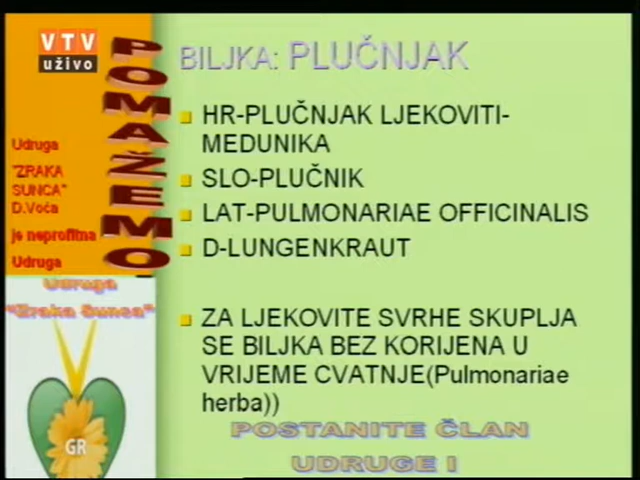 VTV
uživo
POMAŽEMO
Udruga
"ZRAKA
SUNCA"
D.Voća
je neprofitna
Udruga
Udruga
"Zraka Sunca"
GR
BILJKA: PLUČNJAK
HR-PLUČNJAK LJEKOVITI-
MEDUNIKA
SLO-PLUČNIK
LAT-PULMONARIAE OFFICINALIS
D-LUNGENKRAUT
ZA LJEKOVITE SVRHE SKUPLJA
SE BILJKA BEZ KORIJENA U
VRIJEME CVATNJE(Pulmonariae
herba))
POSTANITE ČLAN
UDRUGE I